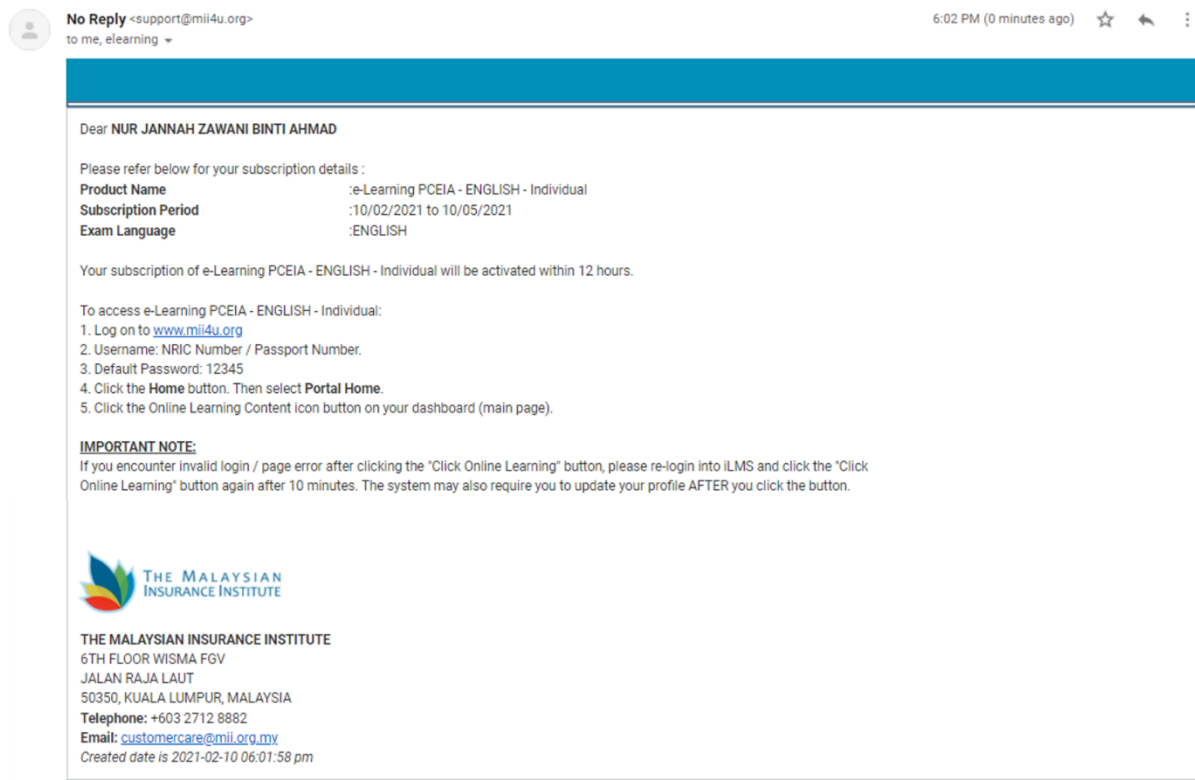 No Reply <support@mii4u.org>
6:02 PM (0 minutes ago)
to me, elearning
Dear NUR JANNAH ZAWANI BINTI AHMAD
Please refer below for your subscription details :
Product Name :e-Learning PCEIA - ENGLISH - Individual
Subscription Period :10/02/2021 to 10/05/2021
Exam Language :ENGLISH
Your subscription of e-Learning PCEIA - ENGLISH - Individual will be activated within 12 hours.
To access e-Learning PCEIA - ENGLISH - Individual:
1. Log on to www.mii4u.org
2. Username: NRIC Number / Passport Number.
3. Default Password: 12345
4. Click the Home button. Then select Portal Home.
5. Click the Online Learning Content icon button on your dashboard (main page).
IMPORTANT NOTE:
If you encounter invalid login / page error after clicking the "Click Online Learning" button, please re-login into iLMS and click the "Click
Online Learning" button again after 10 minutes. The system may also require you to update your profile AFTER you click the button.
THE MALAYSIAN
INSURANCE INSTITUTE
THE MALAYSIAN INSURANCE INSTITUTE
6TH FLOOR WISMA FGV
JALAN RAJA LAUT
50350, KUALA LUMPUR, MALAYSIA
Telephone: +603 2712 8882
Email: customercare@mii.org.my
Created date is 2021-02-10 06:01:58 pm